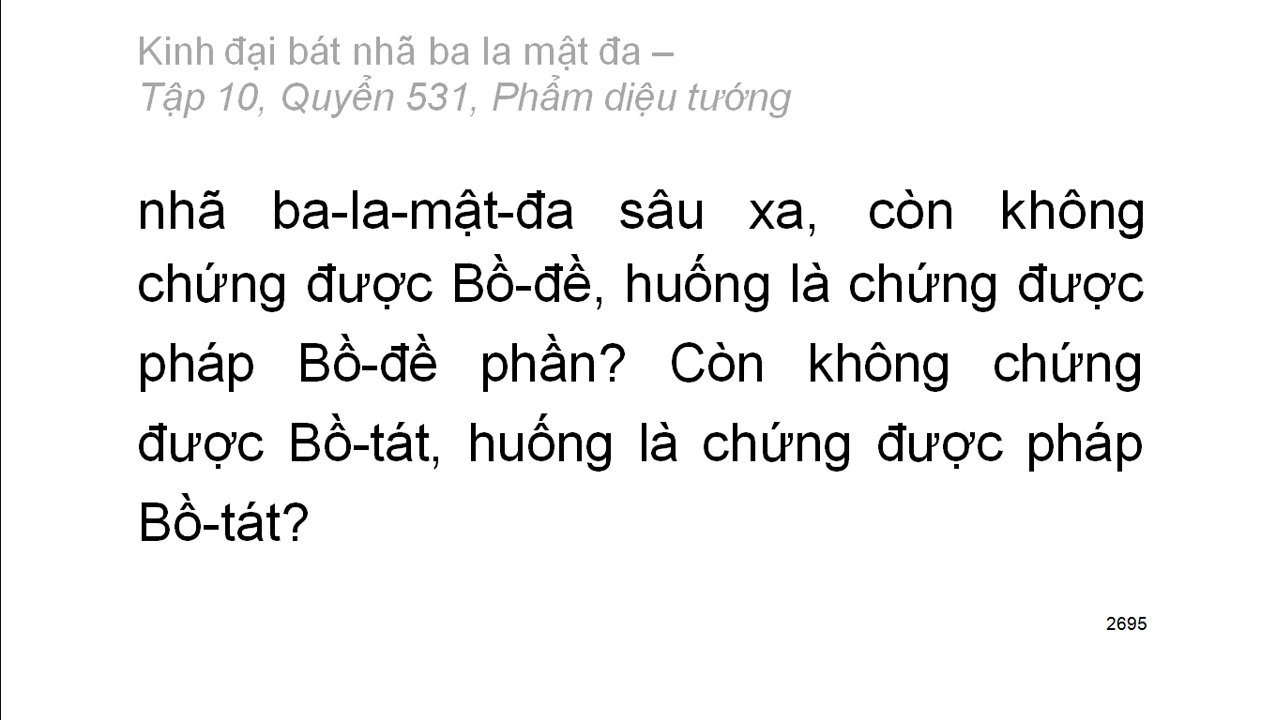 Kinh đại bát nhã ba la mật đa –
Tập 10, Quyển 531, Phẩm diệu tướng
nhã ba-la-mật-đa sâu xa, còn không
chứng được Bồ-đề, huống là chứng được
pháp Bồ-đề phần? Còn không chứng
được Bồ-tát, huống là chứng được pháp
Bồ-tát?
2695